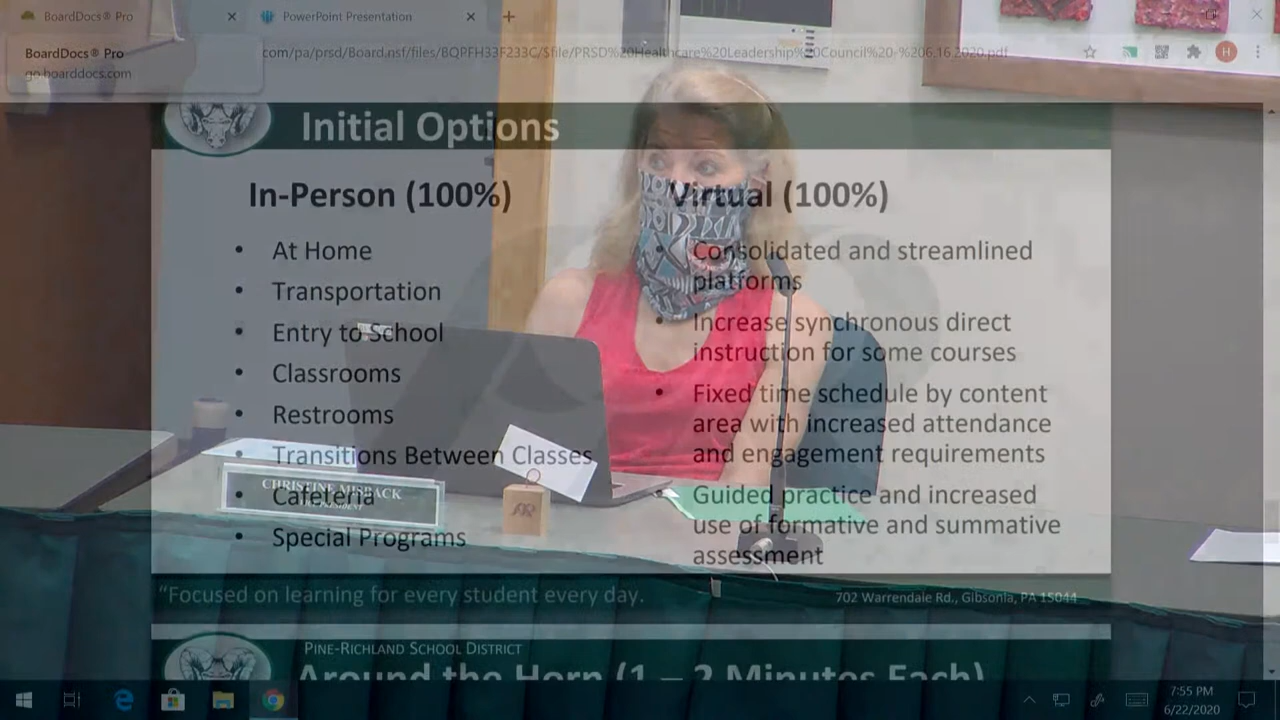 BoardDocs® Pro
PowerPoint Presentation
BoardDocs® Pro
com/pa/prsd/Board.nsf/files/BQPFH33F233C/$file/PRSD%20Healthcare%20Leadership%20Council%20-%206.16.2020.pdf
go.boarddocs.com
H
Initial Options
In-Person (100%)
• At Home
• Transportation
• Entry to School
• Classrooms
• Restrooms
• Transitions Between Classes
• Cafeteria
• Special Programs
Virtual (100%)
• Consolidated and streamlined
platforms
• Increase synchronous direct
instruction for some courses
• Fixed time schedule by content
area with increased attendance
and engagement requirements
• Guided practice and increased
use of formative and summative
assessment
CHRISTINE MISBACK
VICE PRESIDENT
"Focused on learning for every student every day.
702 Warrendale Rd., Gibsonia, PA 15044
PINE-RICHLAND SCHOOL DISTRICT
Around the Horn (1 – 2 Minutes Each)
7:55 PM
6/22/2020